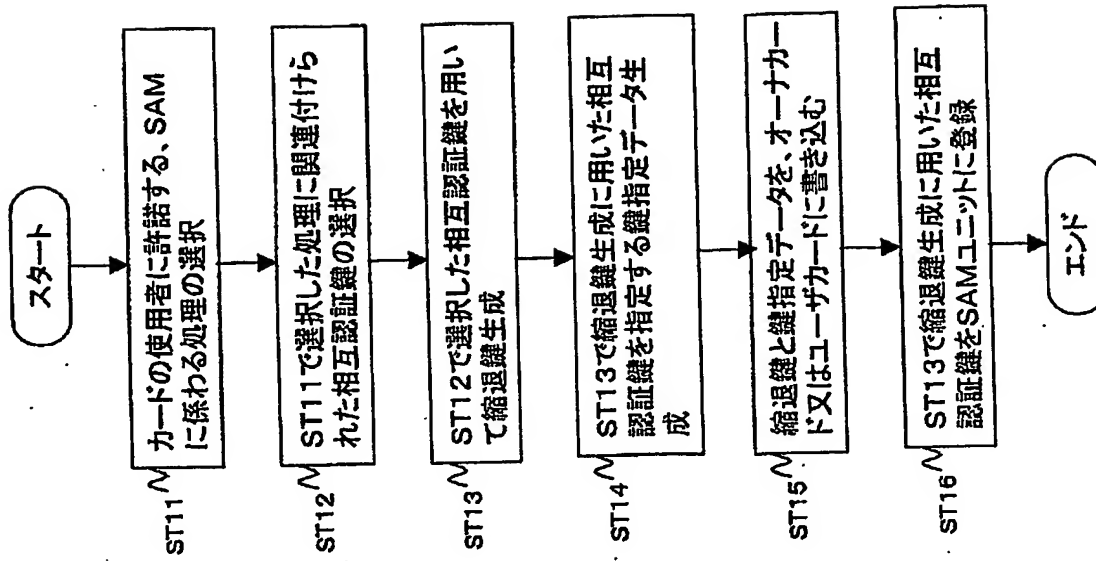 スタート
ST11
カードの使用者に許諾する、SAM
に係わる処理の選択
ST12
ST11で選択した処理に関連付けら
れた相互認証鍵の選択
ST13
ST12で選択した相互認証鍵を用い
て縮退鍵生成
ST14
ST13で縮退鍵生成に用いた相互
認証鍵を指定する鍵指定データ生
成
ST15
縮退鍵と鍵指定データを、オーナカー
ド又はユーザカードに書き込む
ST16
ST13で縮退鍵生成に用いた相互
認証鍵をSAMユニットに登録
エンド